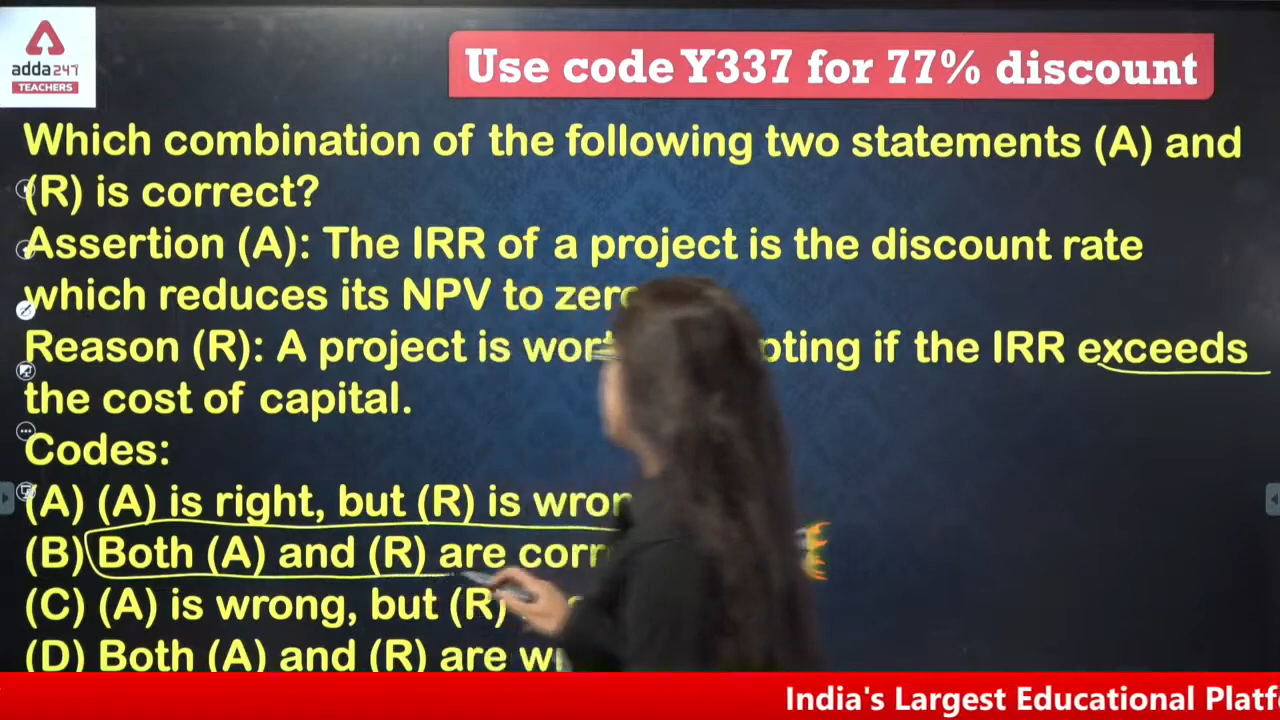 adda247
TEACHERS
Use code Y337 for 77% discount
Which combination of the following two statements (A) and
(R) is correct?
Assertion (A): The IRR of a project is the discount rate
which reduces its NPV to
Reason (R): A project is if the IRR exceeds
the cost of capital.
Codes:
(A) (A) is right, but (R) is
(B) Both (A) and (R) are
(C) (A) is wrong, but (R)
(D) Both (A) and (R) are
India's Largest Educational